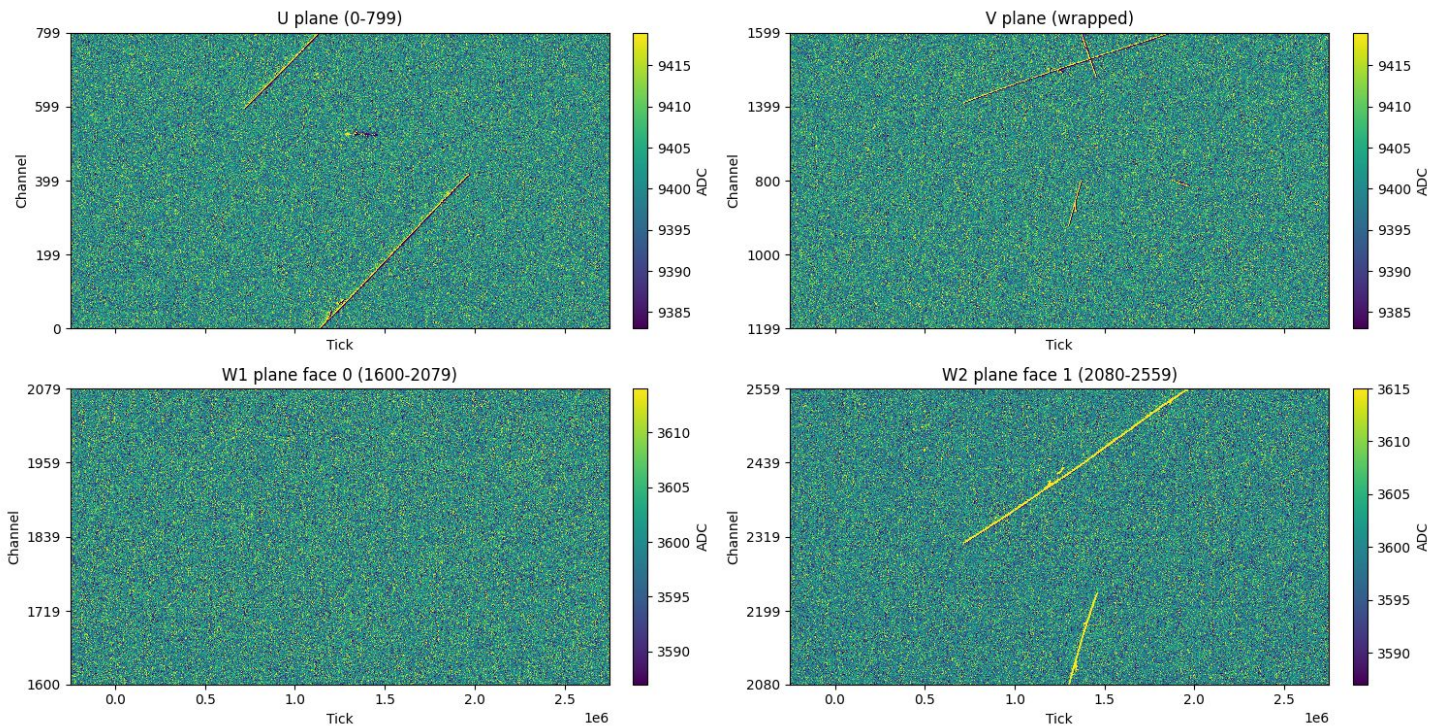 U plane (0-799)
799
599
399
199
0
Channel
Tick
9415
9410
9405
9400
9395
9390
9385
ADC
V plane (wrapped)
1599
1399
800
1000
1199
Channel
Tick
9415
9410
9405
9400
9395
9390
9385
ADC
W1 plane face 0 (1600-2079)
2079
1959
1839
1719
1600
Channel
0.0 0.5 1.0 1.5 2.0 2.5
1e6
Tick
3610
3605
3600
3595
3590
ADC
W2 plane face 1 (2080-2559)
2559
2439
2319
2199
2080
Channel
0.0 0.5 1.0 1.5 2.0 2.5
1e6
Tick
3615
3610
3605
3600
3595
3590
ADC